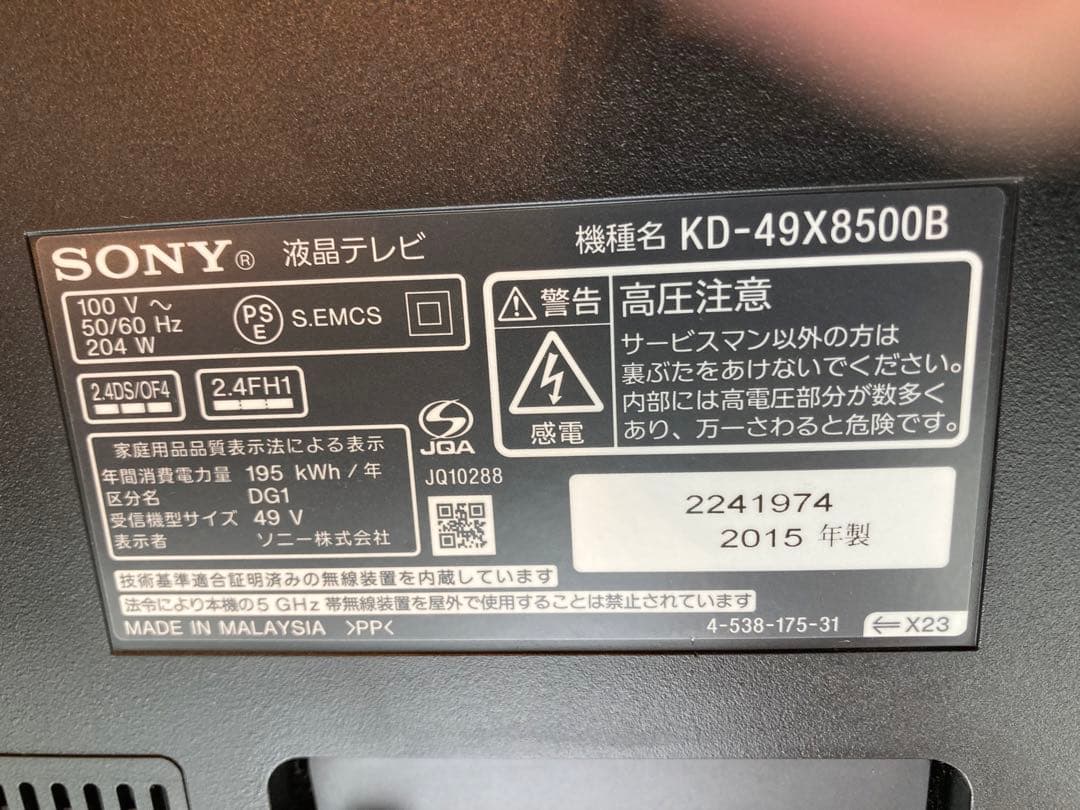 SONY® 液晶テレビ
機種名 KD-49X8500B
100 V ～
50/60 Hz
204 W
PS
E
S.EMCS
2.4DS/OF4
2.4FH1
家庭用品品質表示法による表示
年間消費電力量 195 kWh/年
区分名 DG1
受信機型サイズ 49 V
表示者 ソニー株式会社
JQA
JQ10288
警告
感電
高圧注意
サービスマン以外の方は
裏ぶたをあけないでください。
内部には高電圧部分が数多く
あり、万一さわると危険です。
2241974
2015 年製
技術基準適合証明済みの無線装置を内蔵しています
法令により本機の5 GHz 帯無線装置を屋外で使用することは禁止されています
MADE IN MALAYSIA >PP<
4-538-175-31
←X23